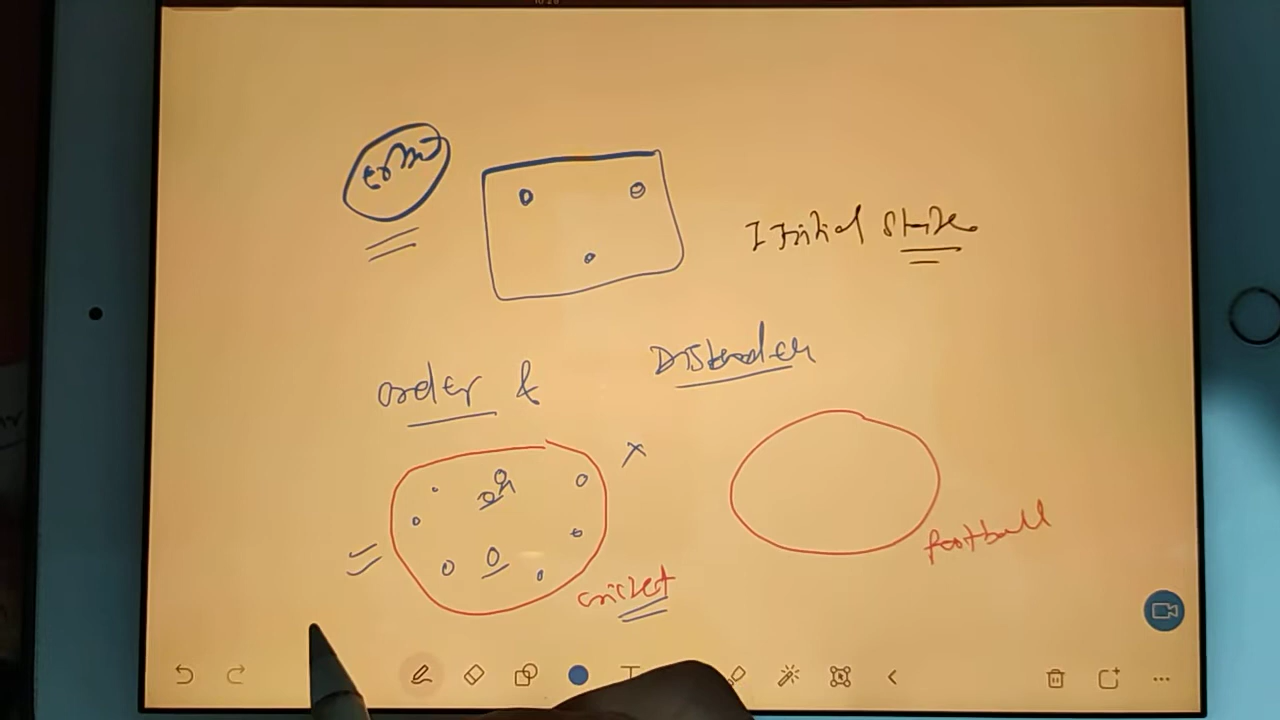 Initial State
order & Disorder
cricket
football
T